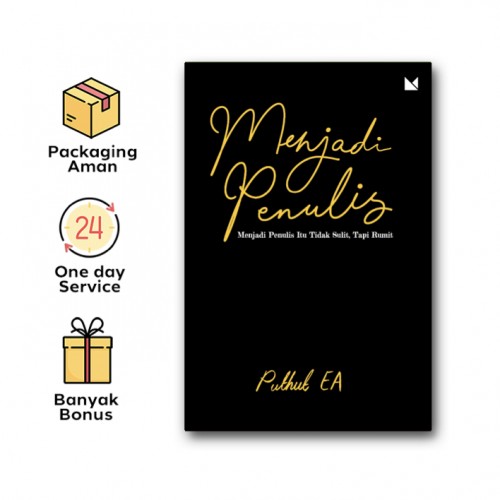 Packaging
Aman
24
One day
Service
Banyak
Bonus
Menjadi
Penulis
Menjadi Penulis Itu Tidak Sulit, Tapi Rumit
Puthut EA